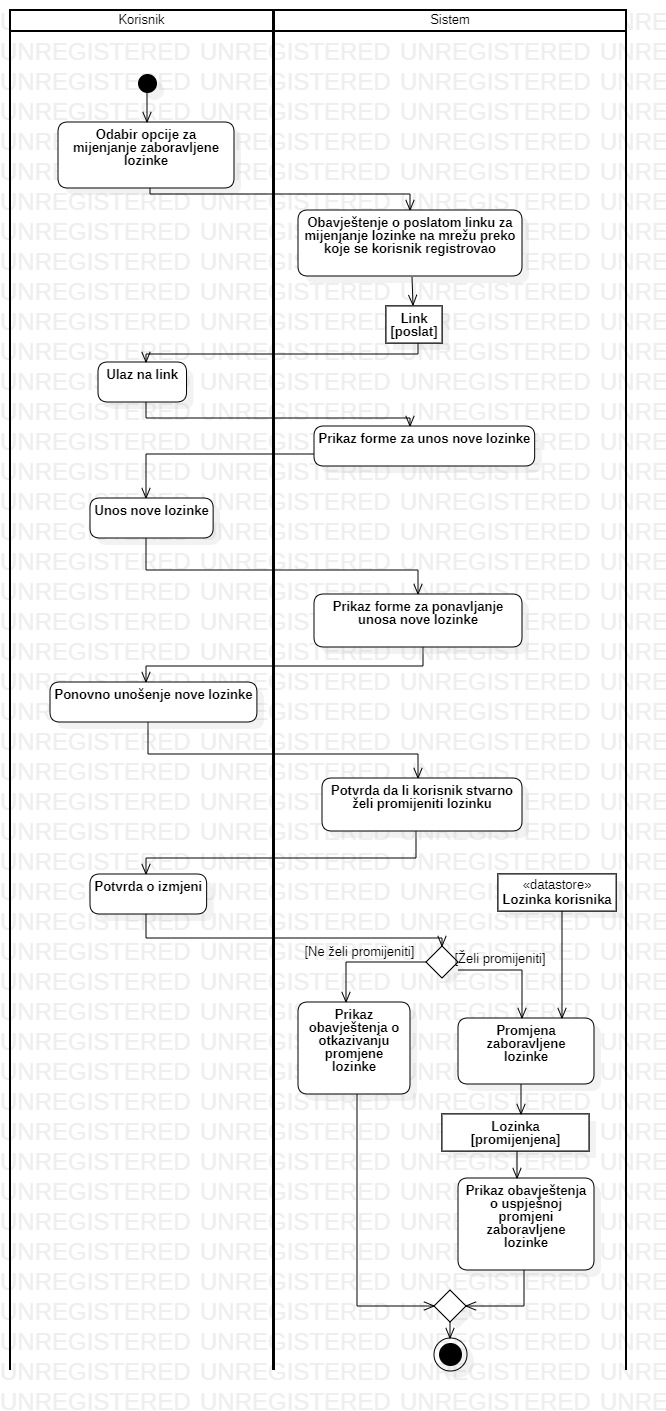 Korisnik
Sistem
Odabir opcije za
mijenjanje zaboravljene
lozinke
Obavještenje o poslatom linku za
mijenjanje lozinke na mrežu preko
koje se korisnik registrovao
Link
[poslat]
Ulaz na link
Prikaz forme za unos nove lozinke
Unos nove lozinke
Prikaz forme za ponavljanje
unosa nove lozinke
Ponovno unošenje nove lozinke
Potvrda da li korisnik stvarno
želi promijeniti lozinku
Potvrda o izmjeni
«datastore»
Lozinka korisnika
[Ne želi promijeniti]
[Želi promijeniti]
Prikaz
obavještenja o
otkazivanju
promjene
lozinke
Promjena
zaboravljene
lozinke
Lozinka
[promijenjena]
Prikaz obavještenja
o uspješnoj
promjeni
zaboravljene
lozinke
UNREGISTERED